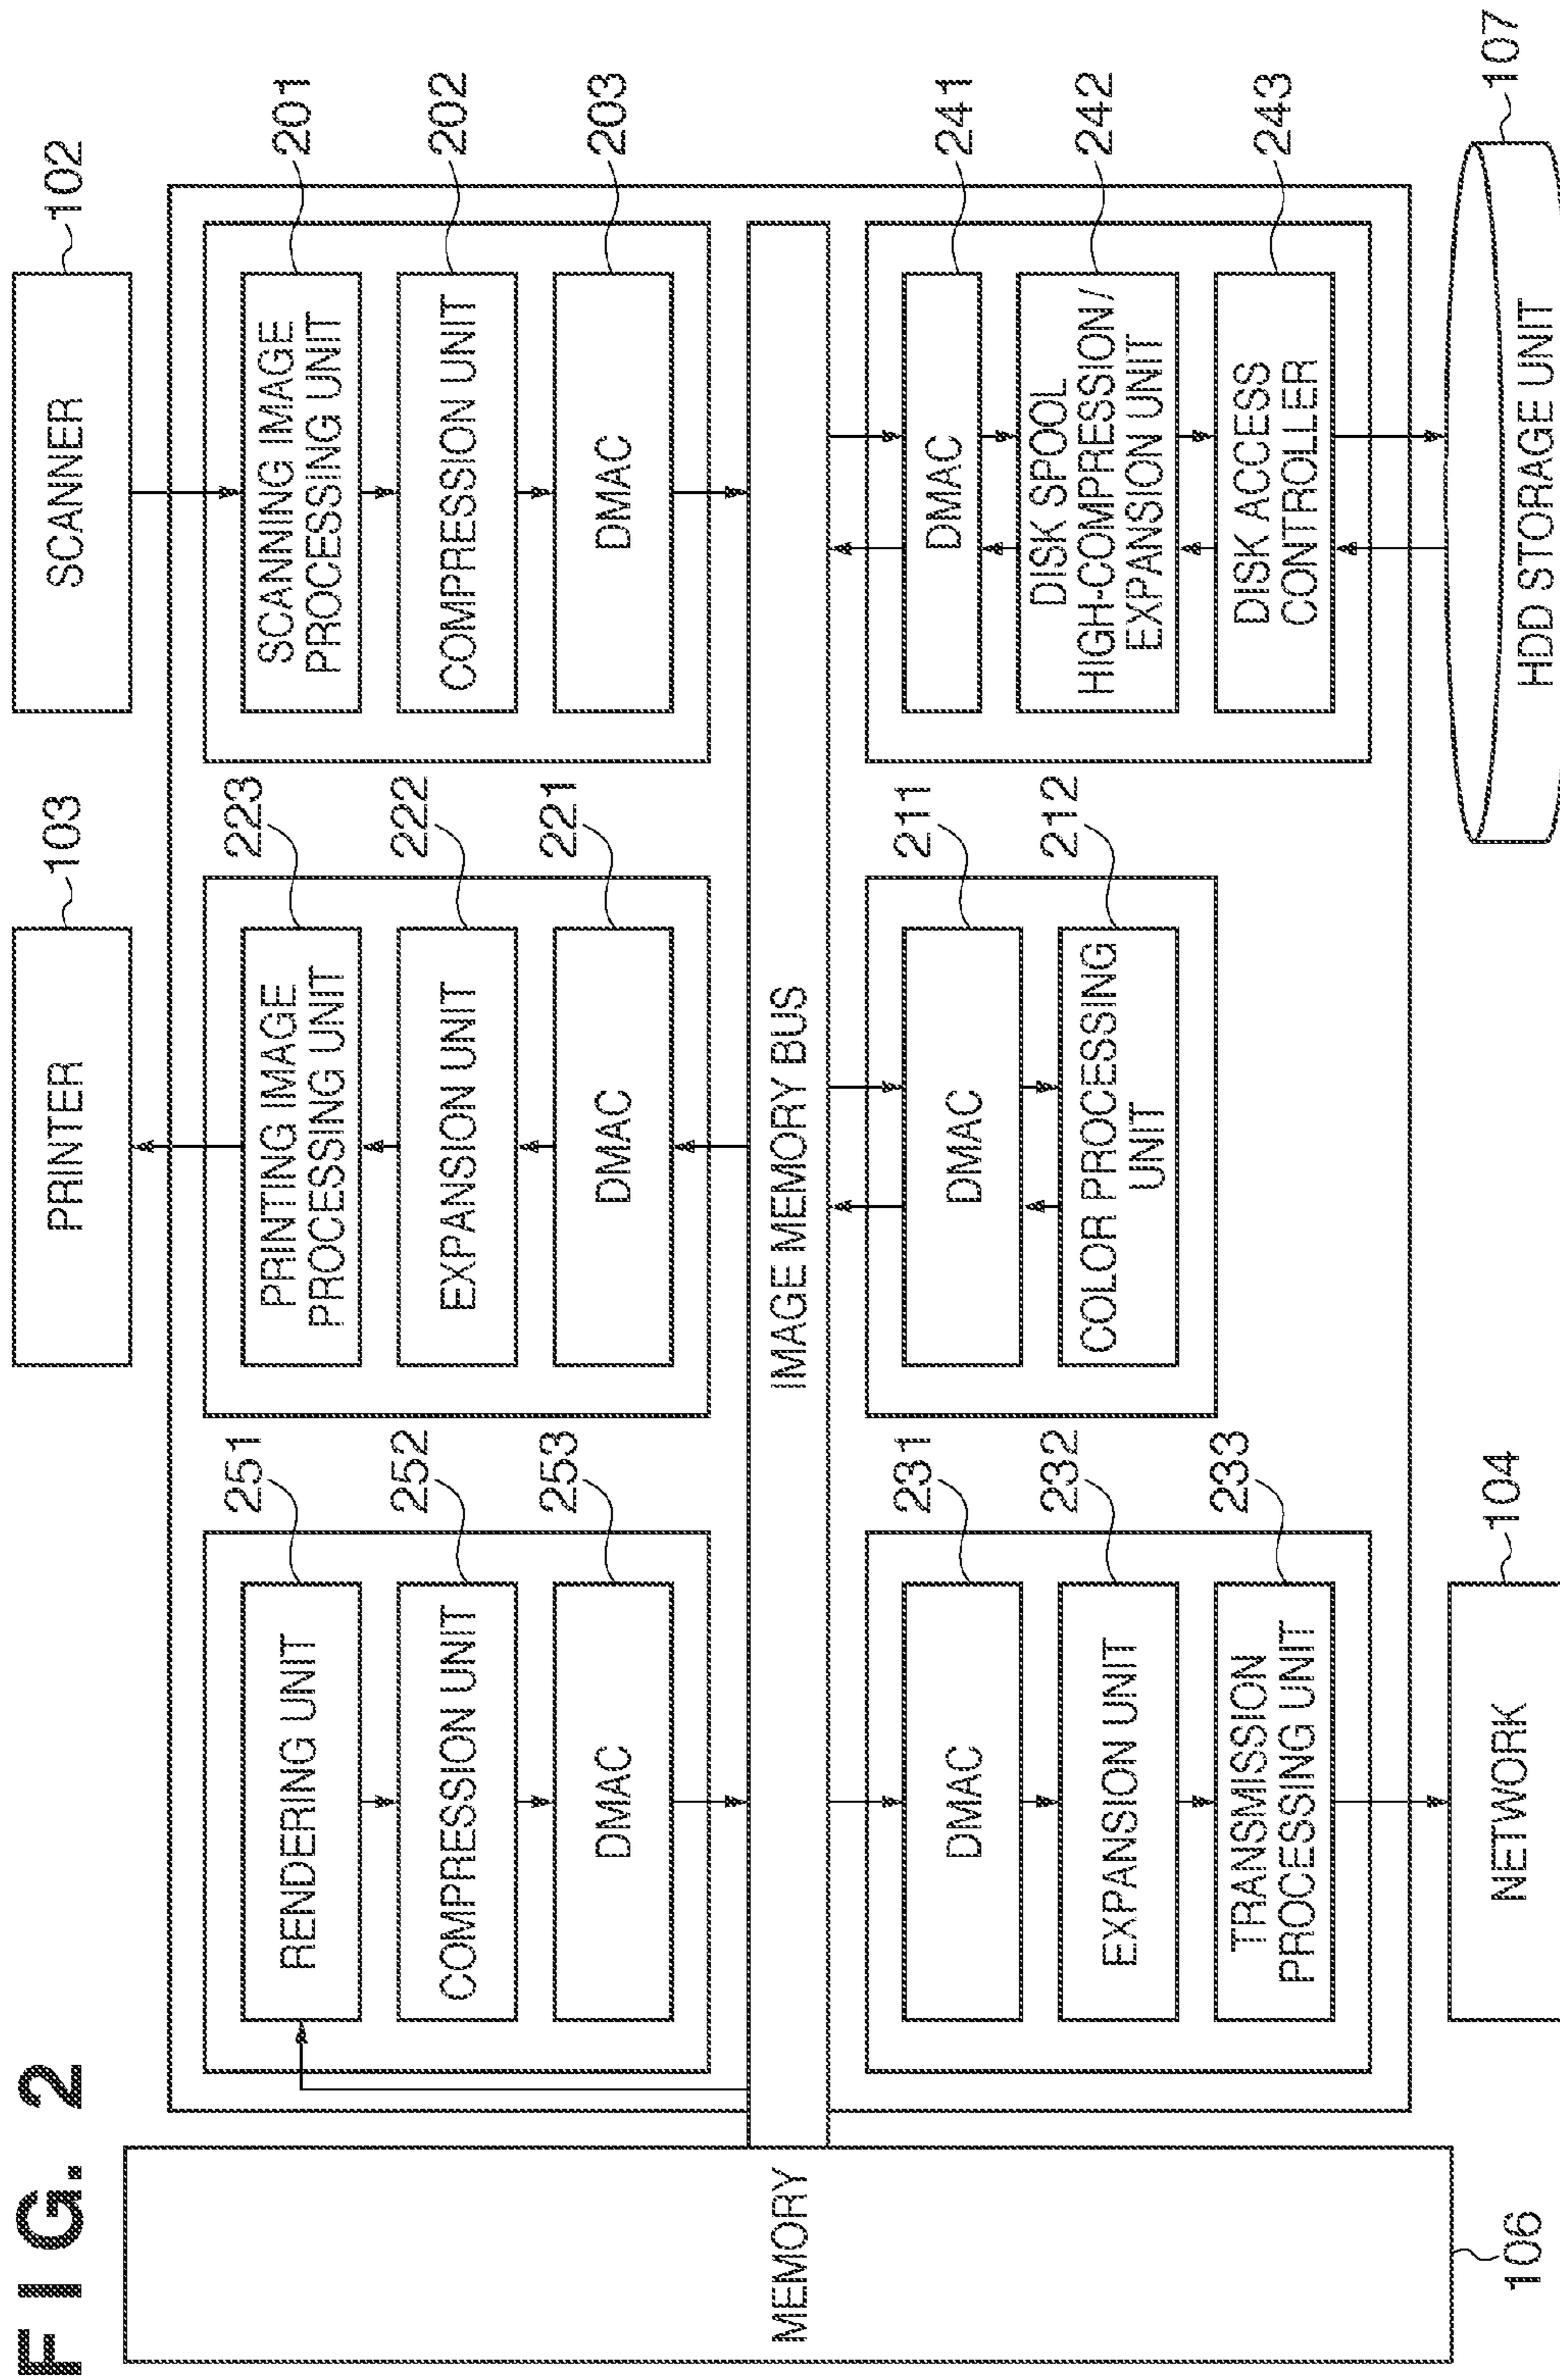 FIG. 2
MEMORY
106
IMAGE MEMORY BUS
251
RENDERING UNIT
252
COMPRESSION UNIT
253
DMAC
PRINTER
103
223
PRINTING IMAGE
PROCESSING UNIT
222
EXPANSION UNIT
221
DMAC
SCANNER
102
201
SCANNING IMAGE
PROCESSING UNIT
202
COMPRESSION UNIT
203
DMAC
231
DMAC
232
EXPANSION UNIT
233
TRANSMISSION
PROCESSING UNIT
104
NETWORK
211
DMAC
212
COLOR PROCESSING
UNIT
241
DMAC
242
DISK SPOOL
HIGH-COMPRESSION /
EXPANSION UNIT
243
DISK ACCESS
CONTROLLER
107
HDD STORAGE UNIT